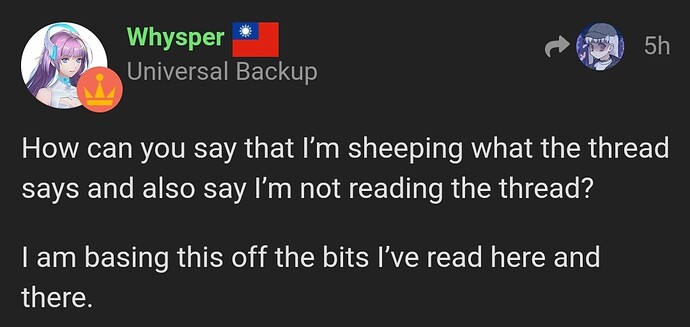 Whysper
Universal Backup
5h
How can you say that I’m sheeping what the thread
says and also say I’m not reading the thread?
I am basing this off the bits I’ve read here and
there.